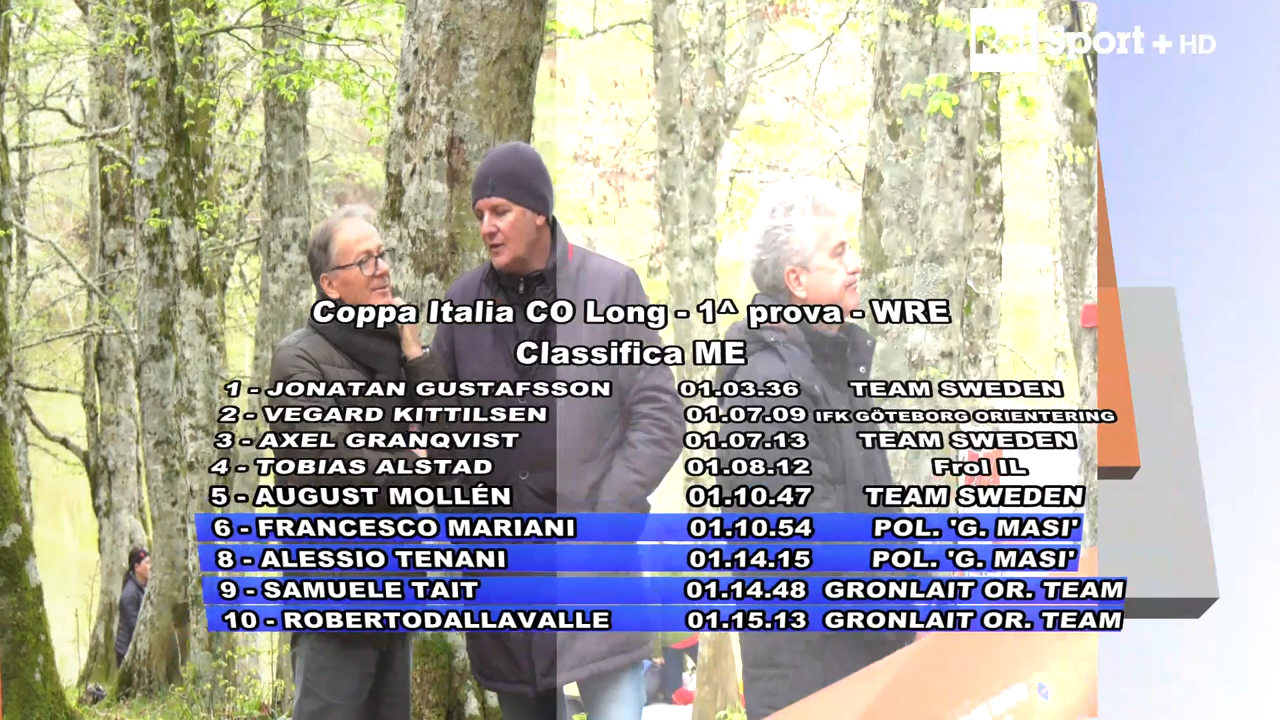 Rai Sport + HD
Coppa Italia CO Long - 1^ prova - WRE
Classifica ME
1 - JONATAN GUSTAFSSON 01.03.36 TEAM SWEDEN
2 - VEGARD KITTILSEN 01.07.09 IFK GÖTEBORG ORIENTERING
3 - AXEL GRANQVIST 01.07.13 TEAM SWEDEN
4 - TOBIAS ALSTAD 01.08.12 Frol IL
5 - AUGUST MOLLÉN 01.10.47 TEAM SWEDEN
6 - FRANCESCO MARIANI 01.10.54 POL. 'G. MASI'
8 - ALESSIO TENANI 01.14.15 POL. 'G. MASI'
9 - SAMUELE TAIT 01.14.48 GRONLAIT OR. TEAM
10 - ROBERTODALLAVALLE 01.15.13 GRONLAIT OR. TEAM